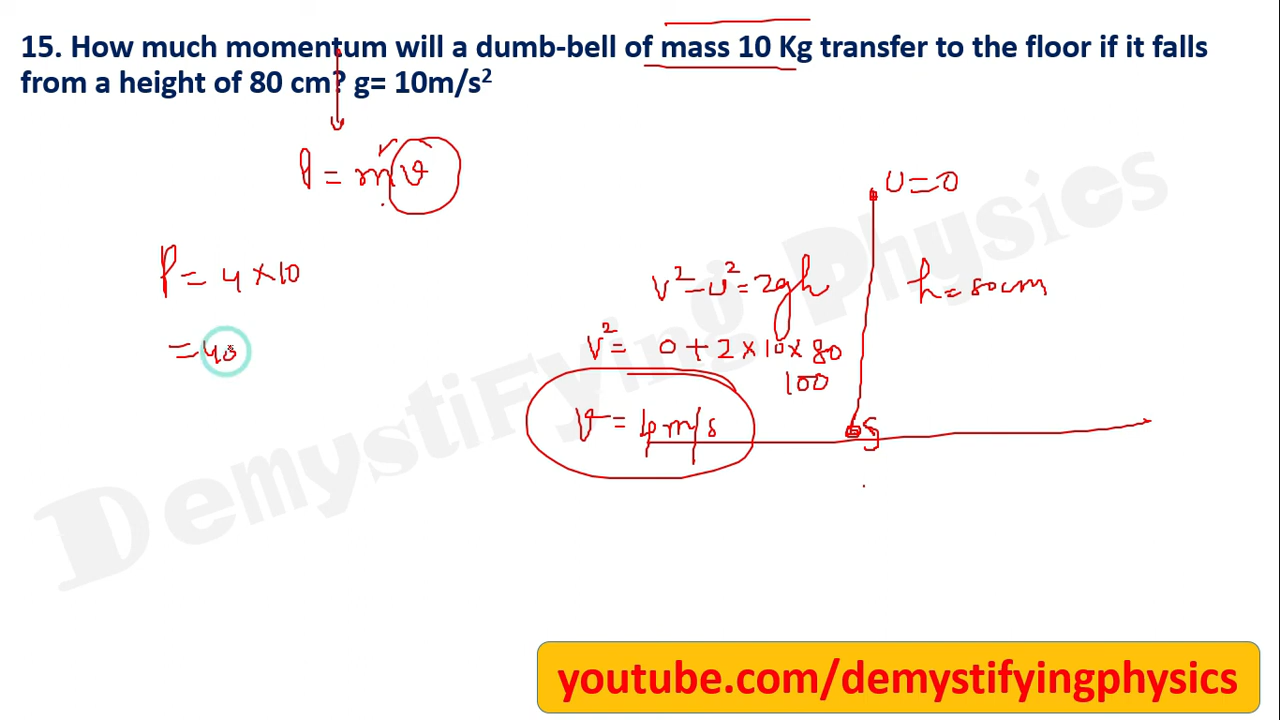 15. How much momentum will a dumb-bell of mass 10 Kg transfer to the floor if it falls
from a height of 80 cm? g= 10m/s²
P = mv
U=0
P= 4×10
v²-u²=2gh
h=80cm
=40
v²= 0+2×10×80
100
v= 4m/s
DemystiFying Physics
youtube.com/demystifyingphysics